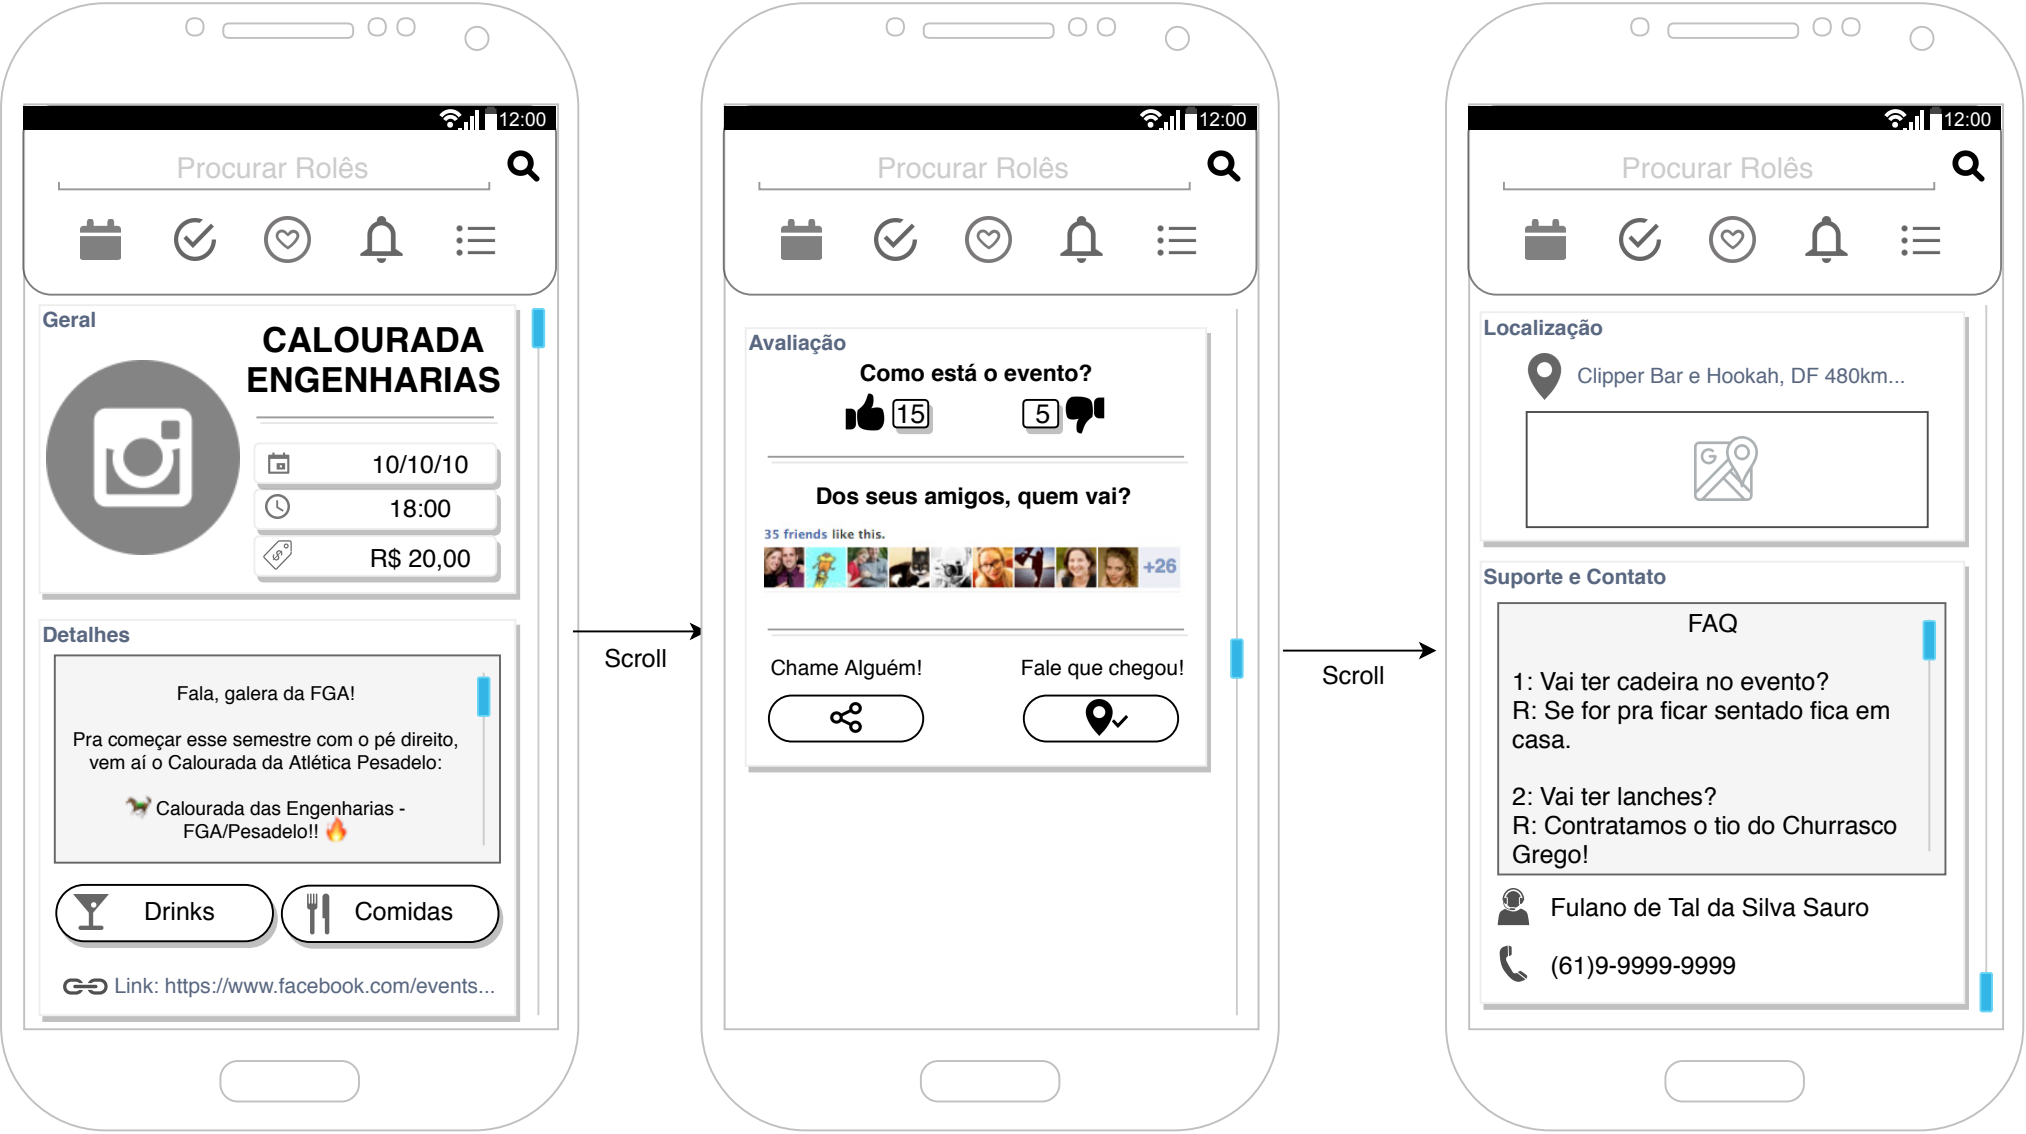 12:00
Procurar Rolês
Geral
CALOURADA
ENGENHARIAS
10/10/10
18:00
R$ 20,00
Detalhes
Fala, galera da FGA!
Pra começar esse semestre com o pé direito,
vem aí o Calourada da Atlética Pesadelo:
🐎 Calourada das Engenharias -
FGA/Pesadelo!! 🔥
Drinks
Comidas
Link: https://www.facebook.com/events...
Scroll
12:00
Procurar Rolês
Avaliação
Como está o evento?
15
5
Dos seus amigos, quem vai?
35 friends like this.
+26
Chame Alguém!
Fale que chegou!
Scroll
12:00
Procurar Rolês
Localização
Clipper Bar e Hookah, DF 480km...
G
Suporte e Contato
FAQ
1: Vai ter cadeira no evento?
R: Se for pra ficar sentado fica em
casa.
2: Vai ter lanches?
R: Contratamos o tio do Churrasco
Grego!
Fulano de Tal da Silva Sauro
(61)9-9999-9999